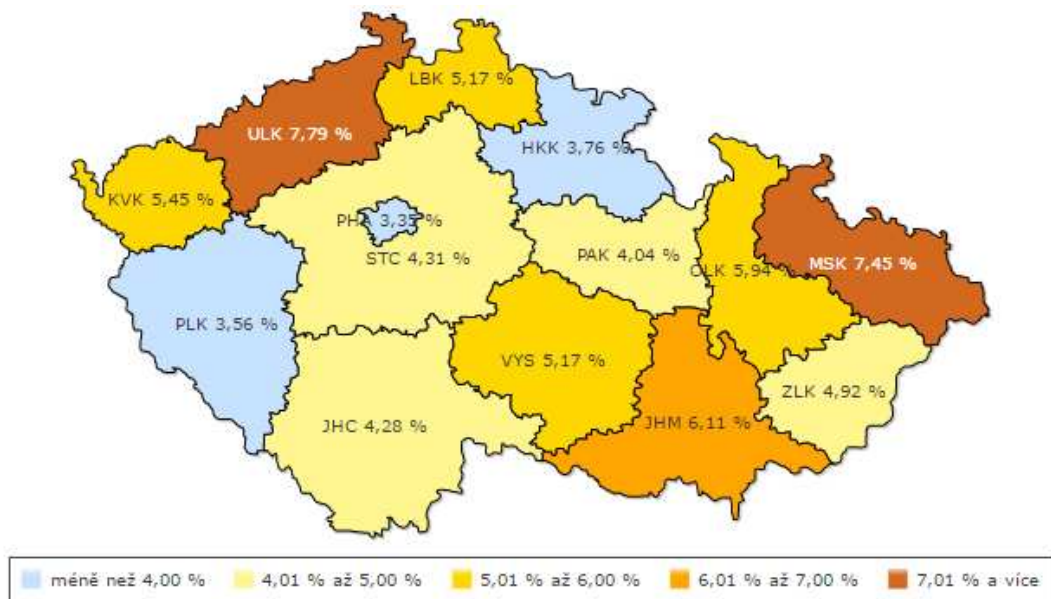 LBK 5,17 %
ULK 7,79 %
HKK 3,76 %
KVK 5,45 %
PHA 3,35 %
STC 4,31 %
PAK 4,04 %
OLK 5,94 %
MSK 7,45 %
PLK 3,56 %
VYS 5,17 %
ZLK 4,92 %
JHC 4,28 %
JHM 6,11 %
méně než 4,00 % 4,01 % až 5,00 % 5,01 % až 6,00 % 6,01 % až 7,00 % 7,01 % a více